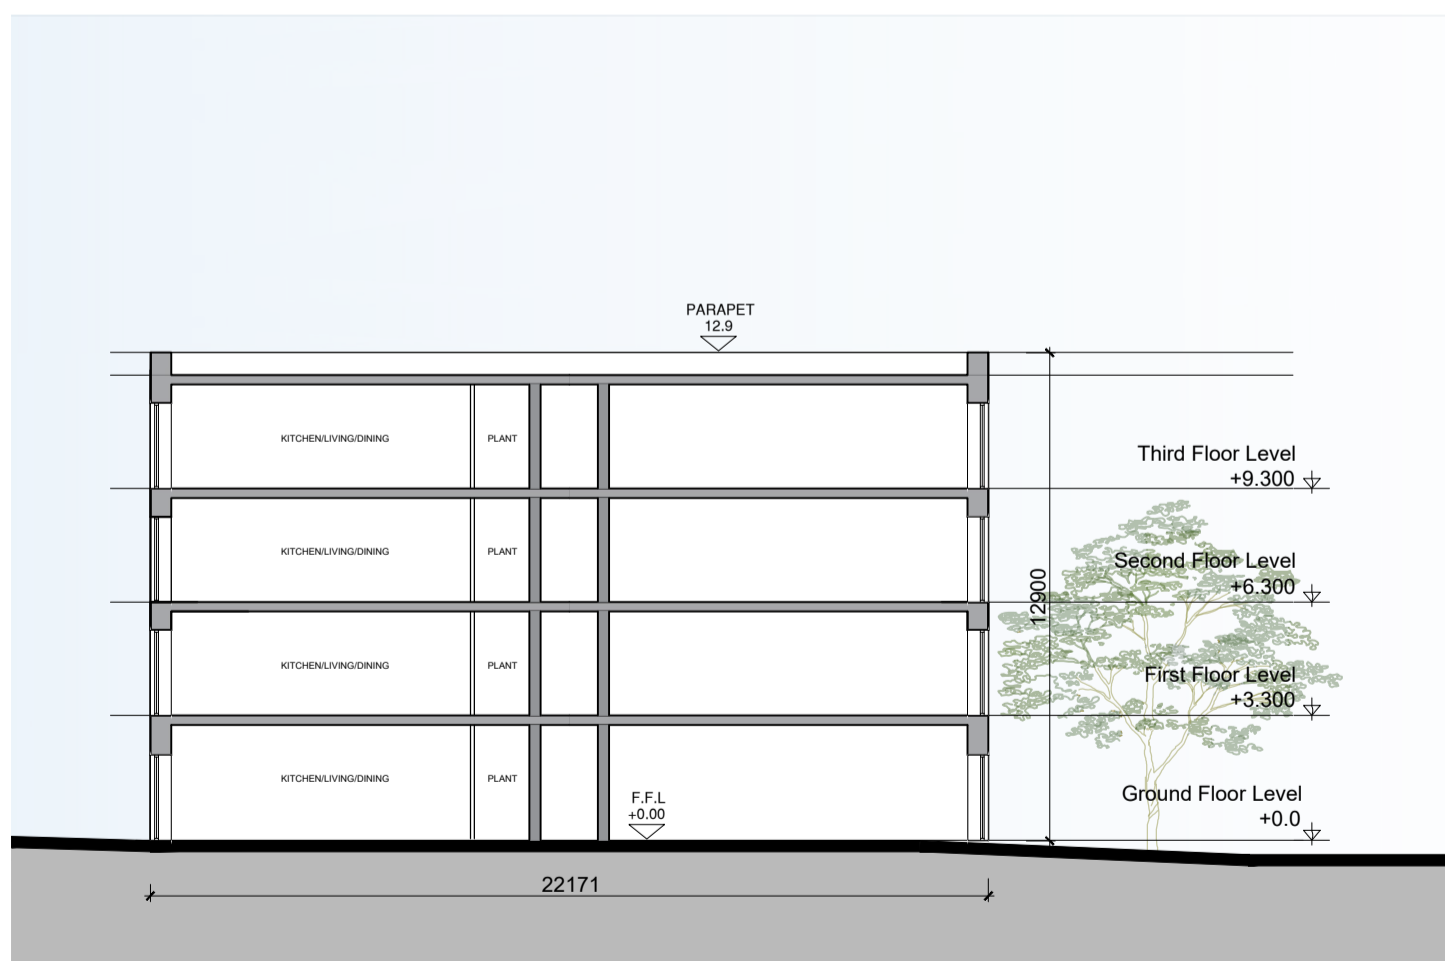 PARAPET
12.9
KITCHEN/LIVING/DINING
PLANT
Third Floor Level
+9.300
KITCHEN/LIVING/DINING
PLANT
Second Floor Level
+6.300
12900
KITCHEN/LIVING/DINING
PLANT
First Floor Level
+3.300
KITCHEN/LIVING/DINING
PLANT
F.F.L
+0.00
Ground Floor Level
+0.0
22171